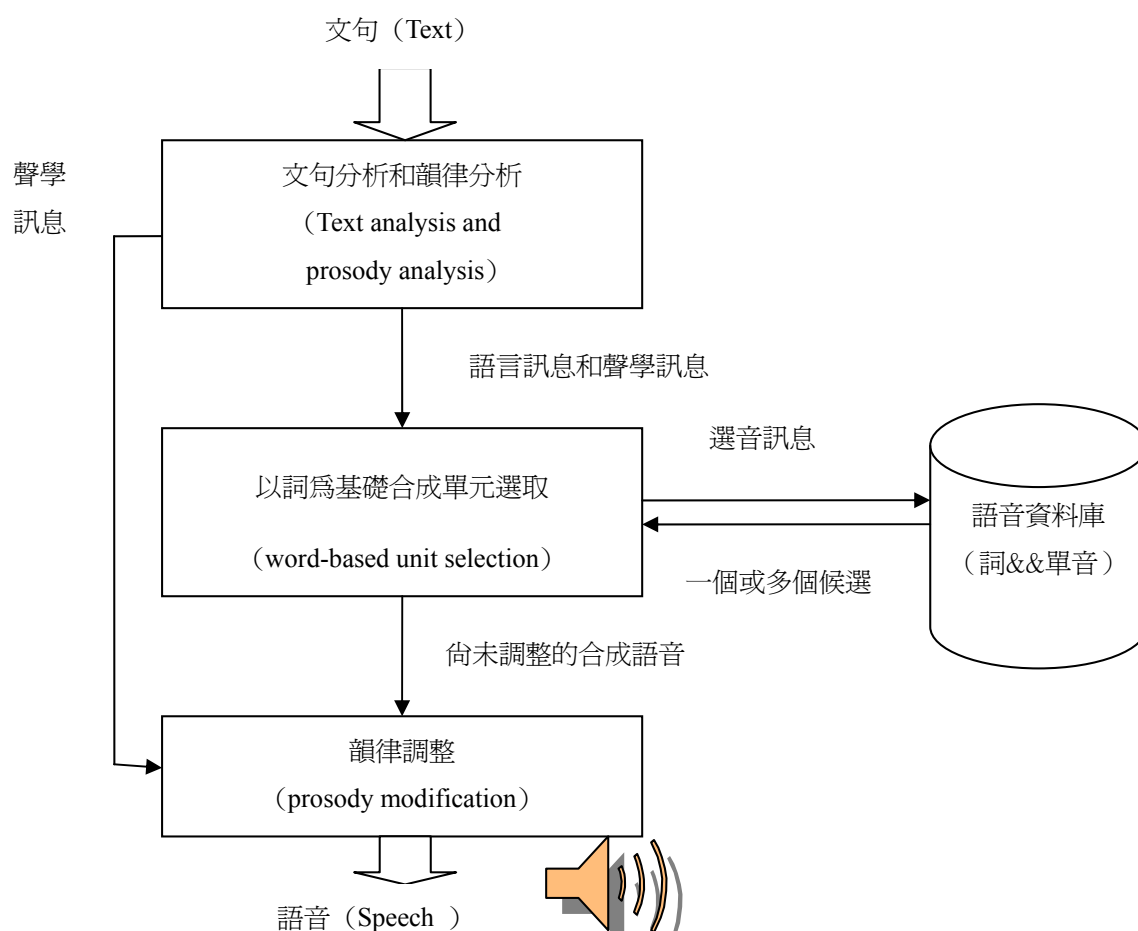 文句（Text）
聲學
訊息
文句分析和韻律分析
（Text analysis and
prosody analysis）
語言訊息和聲學訊息
選音訊息
以詞爲基礎合成單元選取
（word-based unit selection）
語音資料庫
（詞&&單音）
一個或多個候選
尙未調整的合成語音
韻律調整
（prosody modification）
語音（Speech ）